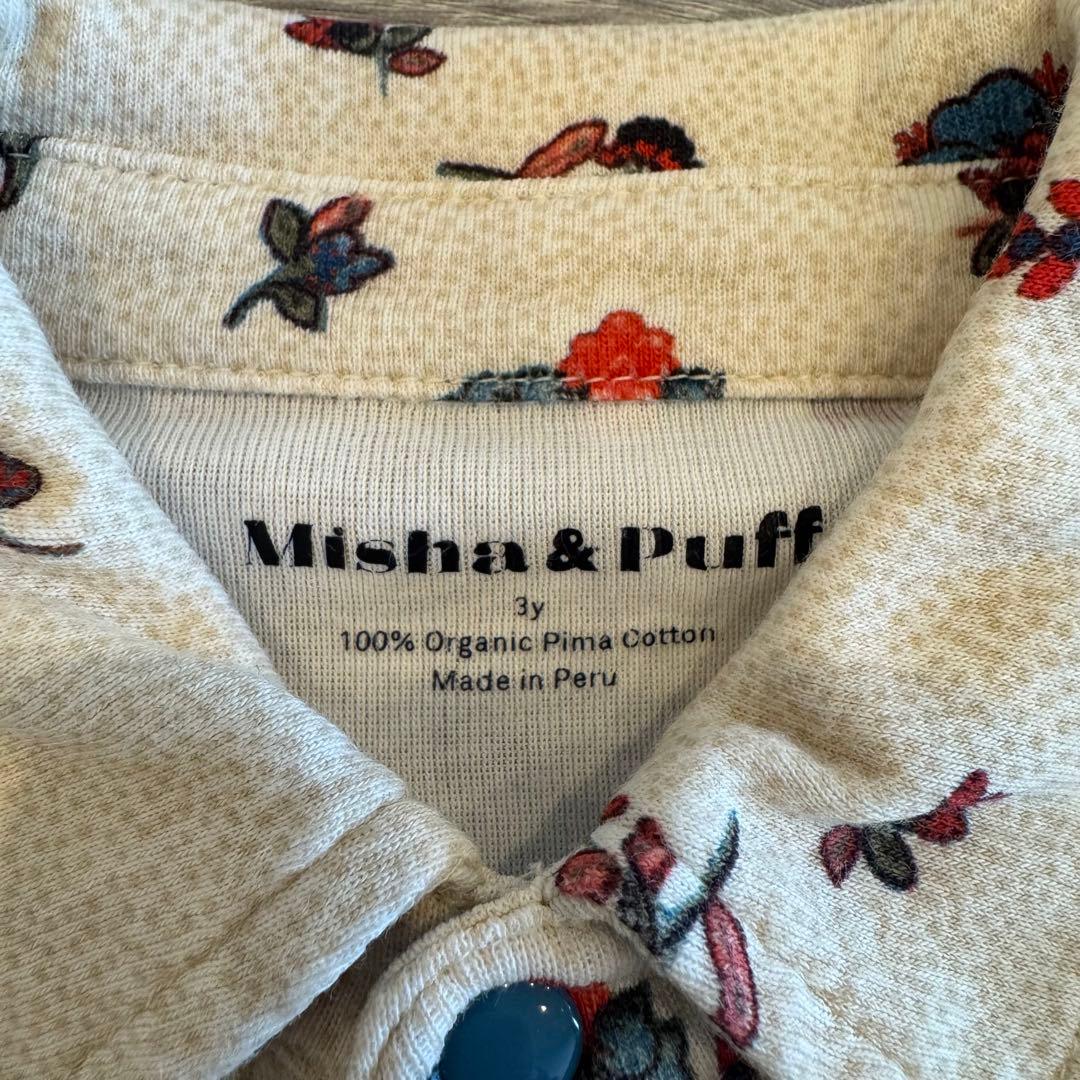 Misha & Puff
3y
100% Organic Pima Cotton
Made in Peru